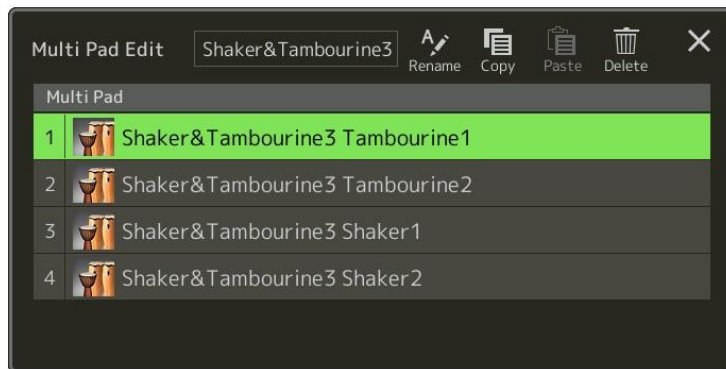 Multi Pad Edit
Shaker&Tambourine3
Rename
Copy
Paste
Delete
Multi Pad
1 Shaker&Tambourine3 Tambourine1
2 Shaker&Tambourine3 Tambourine2
3 Shaker&Tambourine3 Shaker1
4 Shaker&Tambourine3 Shaker2